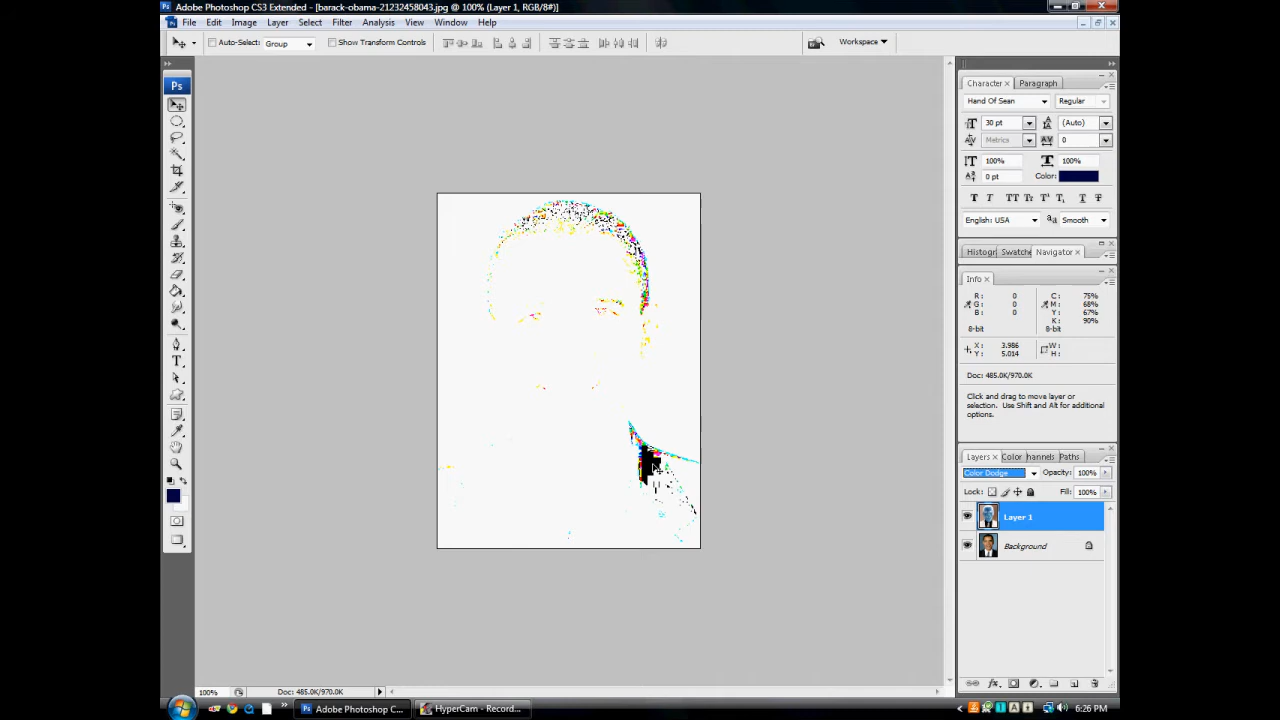 Adobe Photoshop CS3 Extended - [barack-obama-21232458043.jpg @ 100% (Layer 1, RGB/8#)]
File Edit Image Layer Select Filter Analysis View Window Help
Auto-Select: Group Show Transform Controls Workspace
Ps
Character Paragraph
Hand Of Sean Regular
30 pt (Auto)
Metrics 0
100% 100%
0 pt Color:
T T TT Tr T¹ T₁ T T
English: USA aa Smooth
Histogr Swatche Navigator
Info
R: 0 C: 75%
G: 0 M: 68%
B: 0 Y: 67%
K: 90%
8-bit 8-bit
X: 3.986 W:
Y: 5.014 H:
Doc: 485.0K/970.0K
Click and drag to move layer or
selection. Use Shift and Alt for additional
options.
Layers Color hannels Paths
Color Dodge Opacity: 100%
Lock: Fill: 100%
Layer 1
Background
100% Doc: 485.0K/970.0K
Adobe Photoshop C... HyperCam - Record... 6:26 PM